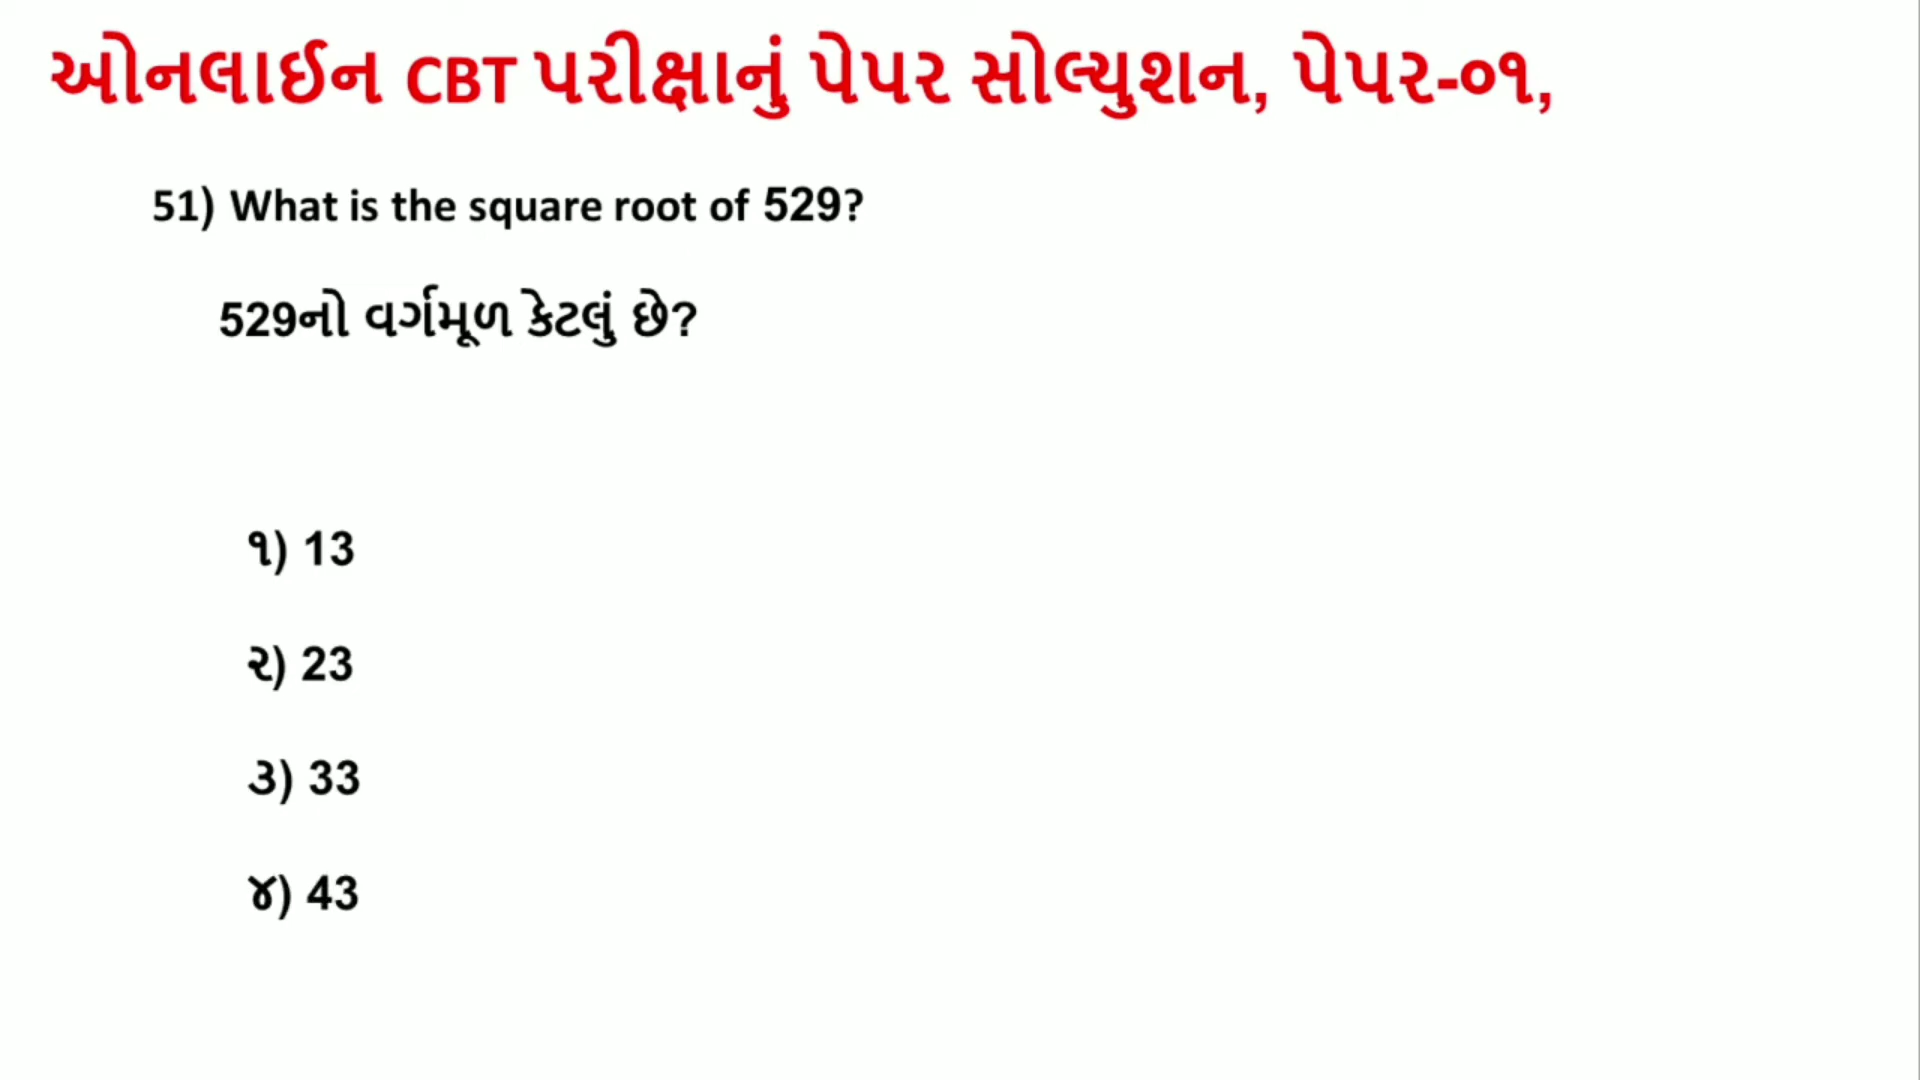 ઓનલાઈન CBT પરીક્ષાનું પેપર સોલ્યુશન, પેપર-૦૧,
51) What is the square root of 529?
529નો વર્ગમૂળ કેટલું છે?
૧) 13
૨) 23
૩) 33
૪) 43